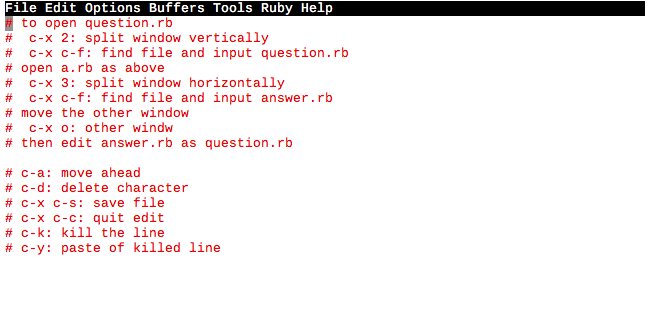 File Edit Options Buffers Tools Ruby Help
# to open question.rb
#  c-x 2: split window vertically
#  c-x c-f: find file and input question.rb
# open a.rb as above
#  c-x 3: split window horizontally
#  c-x c-f: find file and input answer.rb
# move the other window
#  c-x o: other windw
# then edit answer.rb as question.rb

# c-a: move ahead
# c-d: delete character
# c-x c-s: save file
# c-x c-c: quit edit
# c-k: kill the line
# c-y: paste of killed line